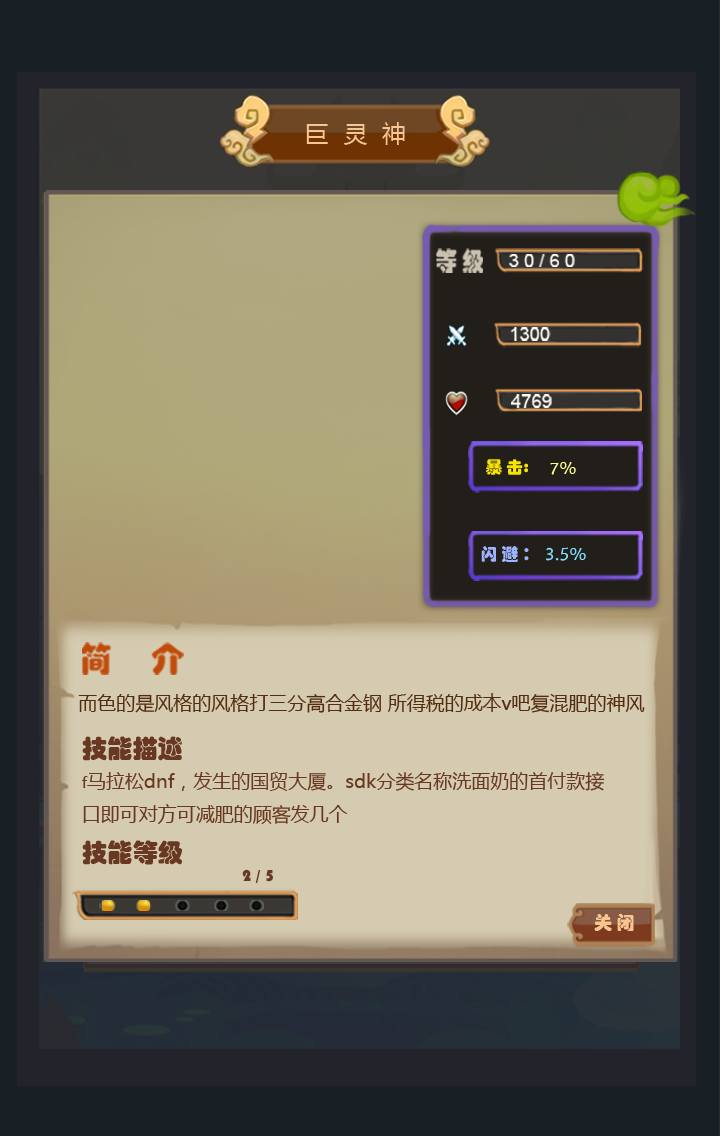 巨灵神
等级 30/60
1300
4769
暴击: 7%
闪避： 3.5%
简 介
而色的是风格的风格打三分高合金钢 所得税的成本v吧复混肥的神风
技能描述
f马拉松dnf，发生的国贸大厦。sdk分类名称洗面奶的首付款接
口即可对方可减肥的顾客发几个
技能等级
2/5
关闭